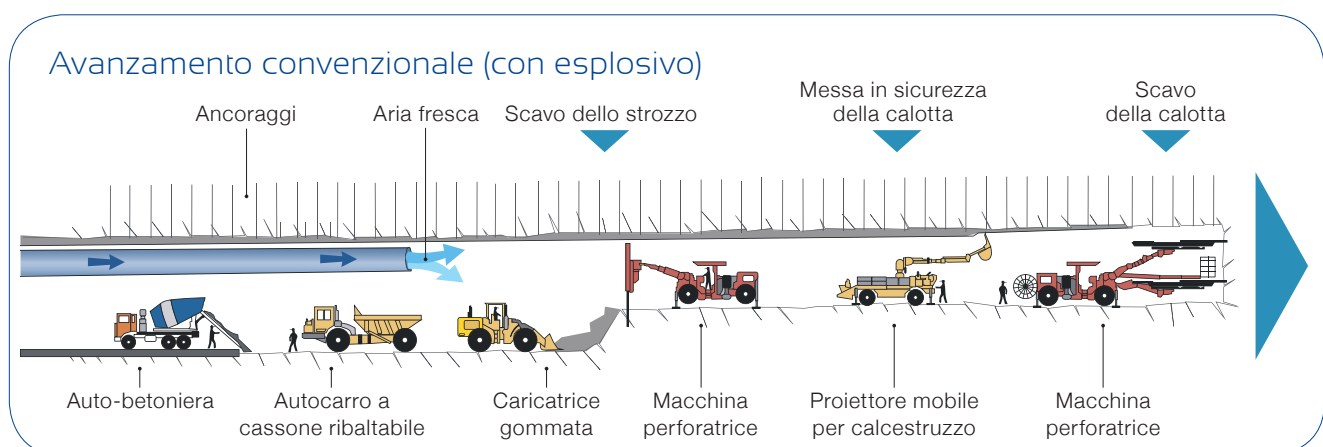 Avanzamento convenzionale (con esplosivo)
Ancoraggi
Aria fresca
Scavo dello strozzo
Messa in sicurezza
della calotta
Scavo
della calotta
Auto-betoniera
Autocarro a
cassone ribaltabile
Caricatrice
gommata
Macchina
perforatrice
Proiettore mobile
per calcestruzzo
Macchina
perforatrice